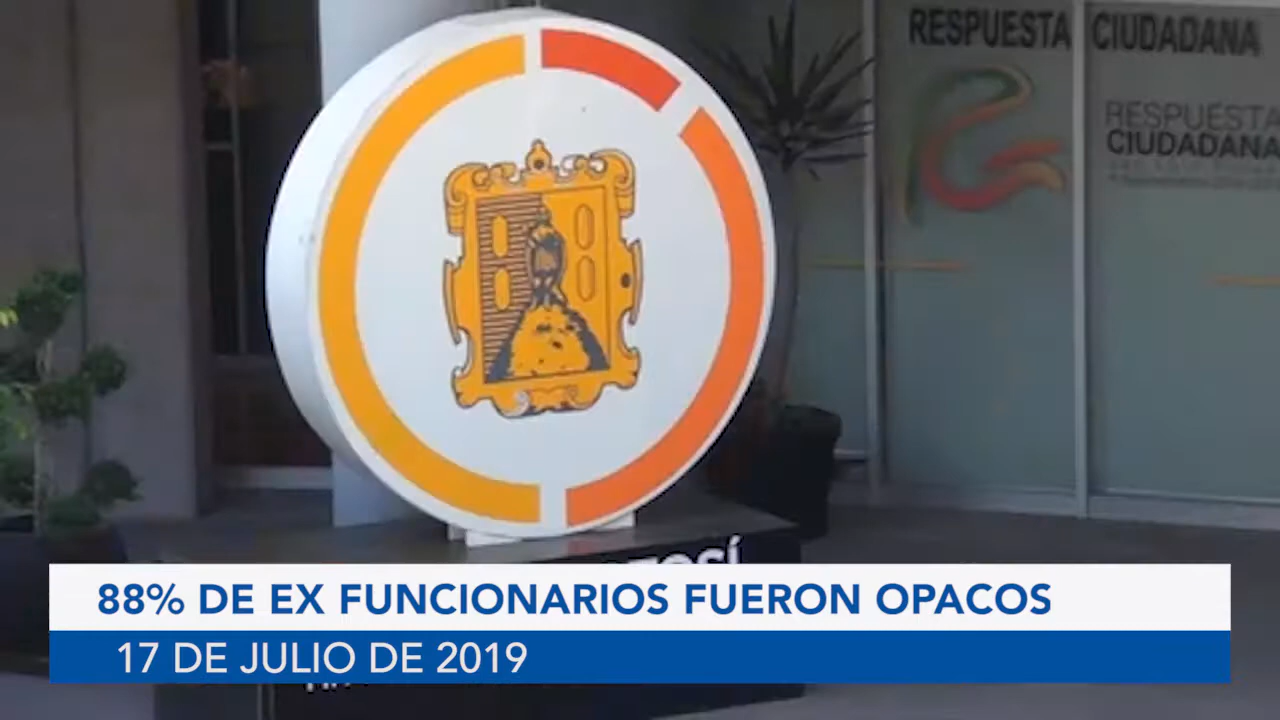 RESPUESTA CIUDADANA
RESPUESTA
CIUDADANA
88% DE EX FUNCIONARIOS FUERON OPACOS
17 DE JULIO DE 2019